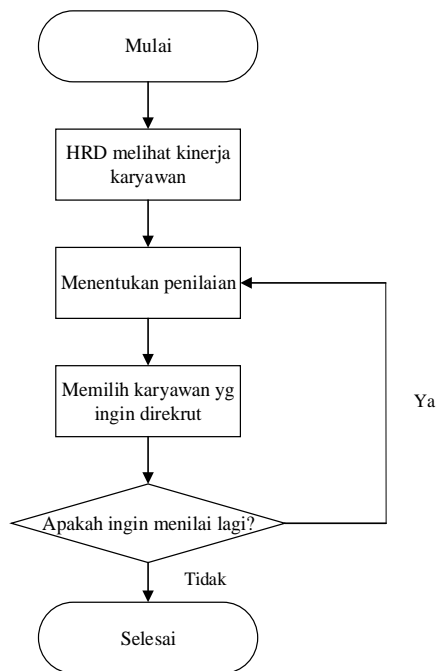 Mulai
HRD melihat kinerja
karyawan
Menentukan penilaian
Memilih karyawan yg
ingin direkrut
Ya
Apakah ingin menilai lagi?
Tidak
Selesai